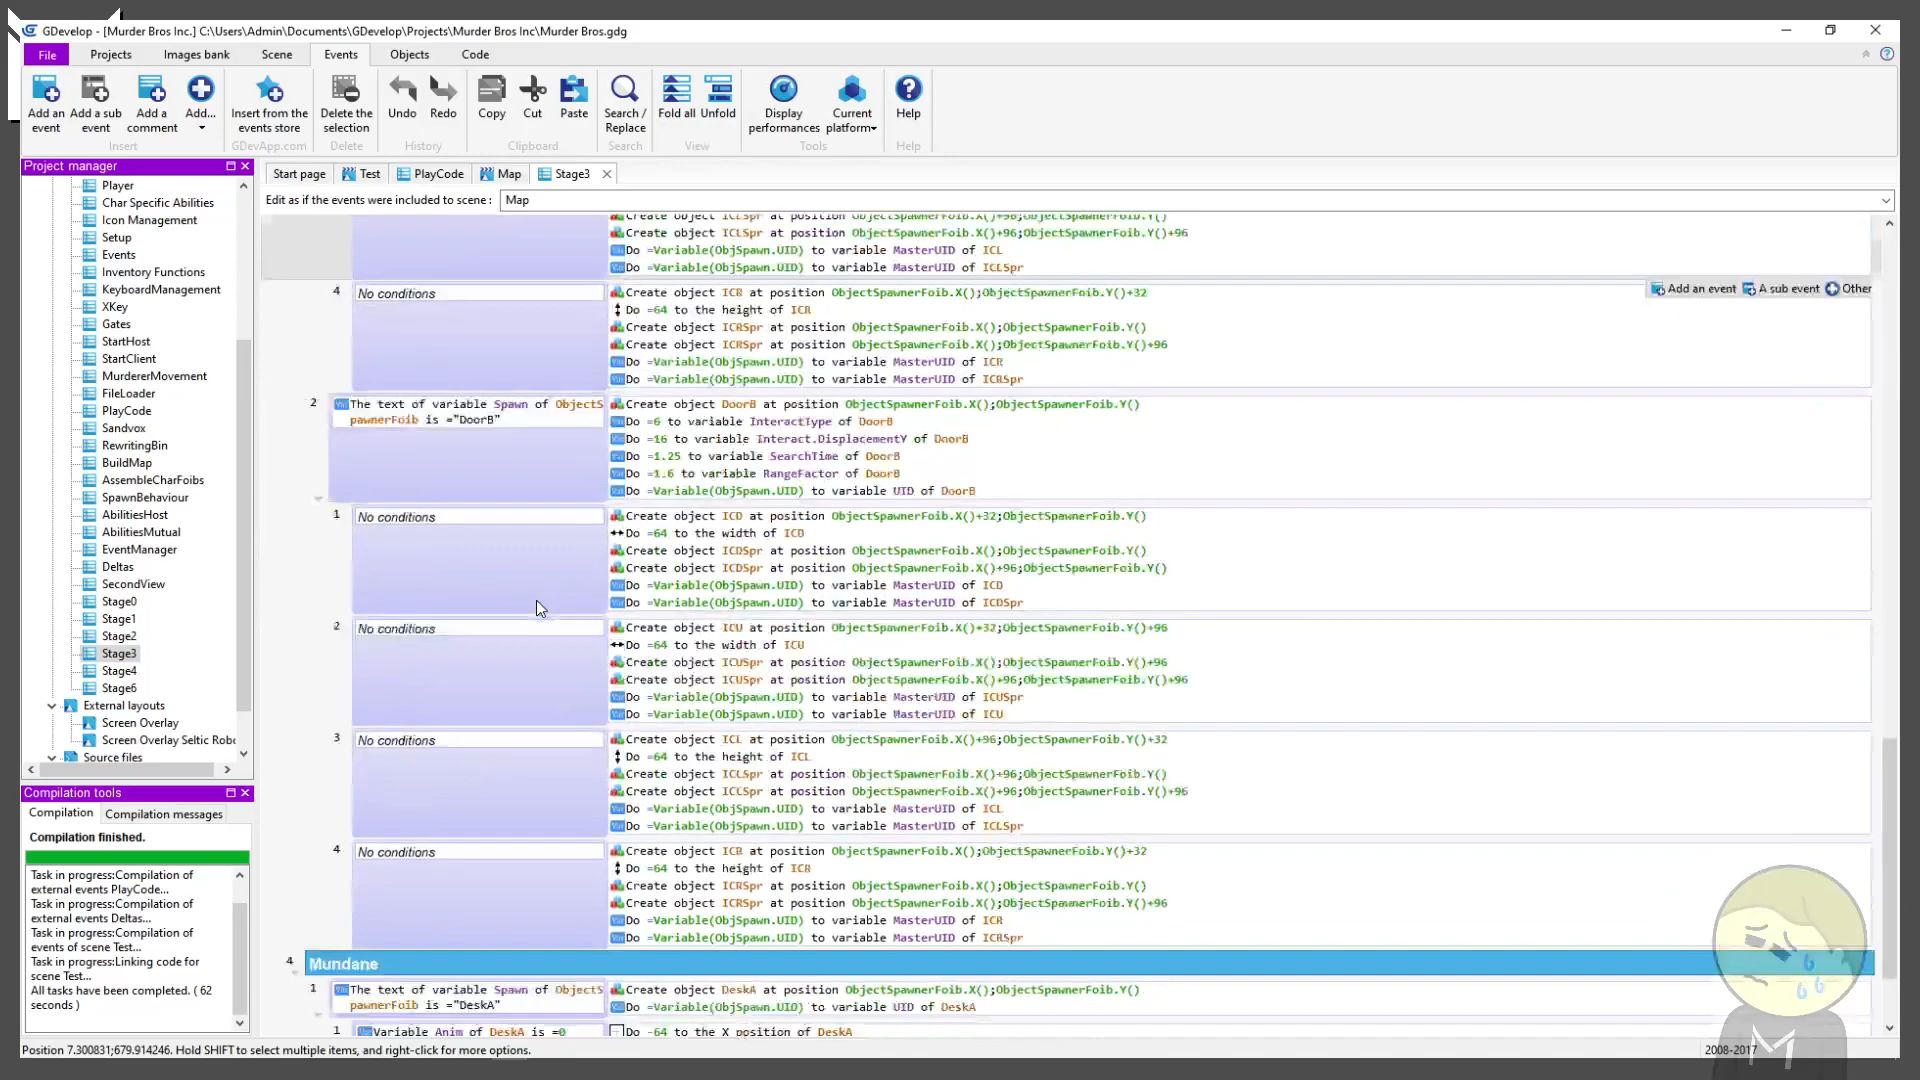 GDevelop - [Murder Bros Inc.] C:\Users\Admin\Documents\GDevelop\Projects\Murder Bros Inc\Murder Bros.gdg
File Projects Images bank Scene Events Objects Code
Add an event
Add a sub event
Add a comment
Add...
Insert from the events store
Delete the selection
Undo Redo
Copy Cut Paste
Search / Replace
Fold all Unfold
Display performances
Current platform
Help
Insert GDevApp.com Delete History Clipboard Search View Tools Help
Project manager
Player
Char Specific Abilities
Icon Management
Setup
Events
Inventory Functions
KeyboardManagement
XKey
Gates
StartHost
StartClient
MurdererMovement
FileLoader
PlayCode
Sandvox
RewritingBin
BuildMap
AssembleCharFoibs
SpawnBehaviour
AbilitiesHost
AbilitiesMutual
EventManager
Deltas
SecondView
Stage0
Stage1
Stage2
Stage3
Stage4
Stage6
External layouts
Screen Overlay
Screen Overlay Seltic Robo
Source files
Compilation tools
Compilation Compilation messages
Compilation finished.
Task in progress:Compilation of
external events PlayCode...
Task in progress:Compilation of
external events Deltas...
Task in progress:Compilation of
events of scene Test...
Task in progress:Linking code for
scene Test...
All tasks have been completed. ( 62
seconds )
Start page Test PlayCode Map Stage3
Edit as if the events were included to scene : Map
Create object ICLSpr at position ObjectSpawnerFoib.X()+96;ObjectSpawnerFoib.Y()
Create object ICLSpr at position ObjectSpawnerFoib.X()+96;ObjectSpawnerFoib.Y()+96
Do =Variable(ObjSpawn.UID) to variable MasterUID of ICL
Do =Variable(ObjSpawn.UID) to variable MasterUID of ICLSpr
Add an event A sub event Other
4 No conditions
Create object ICR at position ObjectSpawnerFoib.X();ObjectSpawnerFoib.Y()+32
Do =64 to the height of ICR
Create object ICRSpr at position ObjectSpawnerFoib.X();ObjectSpawnerFoib.Y()
Create object ICRSpr at position ObjectSpawnerFoib.X();ObjectSpawnerFoib.Y()+96
Do =Variable(ObjSpawn.UID) to variable MasterUID of ICR
Do =Variable(ObjSpawn.UID) to variable MasterUID of ICRSpr
2 The text of variable Spawn of ObjectS
pawnerFoib is ="DoorB"
Create object DoorB at position ObjectSpawnerFoib.X();ObjectSpawnerFoib.Y()
Do =6 to variable InteractType of DoorB
Do =16 to variable Interact.DisplacementY of DoorB
Do =1.25 to variable SearchTime of DoorB
Do =1.6 to variable RangeFactor of DoorB
Do =Variable(ObjSpawn.UID) to variable UID of DoorB
1 No conditions
Create object ICD at position ObjectSpawnerFoib.X()+32;ObjectSpawnerFoib.Y()
Do =64 to the width of ICD
Create object ICDSpr at position ObjectSpawnerFoib.X();ObjectSpawnerFoib.Y()
Create object ICDSpr at position ObjectSpawnerFoib.X()+96;ObjectSpawnerFoib.Y()
Do =Variable(ObjSpawn.UID) to variable MasterUID of ICD
Do =Variable(ObjSpawn.UID) to variable MasterUID of ICDSpr
2 No conditions
Create object ICU at position ObjectSpawnerFoib.X()+32;ObjectSpawnerFoib.Y()+96
Do =64 to the width of ICU
Create object ICUSpr at position ObjectSpawnerFoib.X();ObjectSpawnerFoib.Y()+96
Create object ICUSpr at position ObjectSpawnerFoib.X()+96;ObjectSpawnerFoib.Y()+96
Do =Variable(ObjSpawn.UID) to variable MasterUID of ICUSpr
Do =Variable(ObjSpawn.UID) to variable MasterUID of ICU
3 No conditions
Create object ICL at position ObjectSpawnerFoib.X()+96;ObjectSpawnerFoib.Y()+32
Do =64 to the height of ICL
Create object ICLSpr at position ObjectSpawnerFoib.X()+96;ObjectSpawnerFoib.Y()
Create object ICLSpr at position ObjectSpawnerFoib.X()+96;ObjectSpawnerFoib.Y()+96
Do =Variable(ObjSpawn.UID) to variable MasterUID of ICL
Do =Variable(ObjSpawn.UID) to variable MasterUID of ICLSpr
4 No conditions
Create object ICR at position ObjectSpawnerFoib.X();ObjectSpawnerFoib.Y()+32
Do =64 to the height of ICR
Create object ICRSpr at position ObjectSpawnerFoib.X();ObjectSpawnerFoib.Y()
Create object ICRSpr at position ObjectSpawnerFoib.X();ObjectSpawnerFoib.Y()+96
Do =Variable(ObjSpawn.UID) to variable MasterUID of ICR
Do =Variable(ObjSpawn.UID) to variable MasterUID of ICRSpr
4 Mundane
1 The text of variable Spawn of ObjectS
pawnerFoib is ="DeskA"
Create object DeskA at position ObjectSpawnerFoib.X();ObjectSpawnerFoib.Y()
Do =Variable(ObjSpawn.UID) to variable UID of DeskA
1 Variable Anim of DeskA is =0
Do -64 to the X position of DeskA
Position 7.300831;679.914246. Hold SHIFT to select multiple items, and right-click for more options.
2008-2017